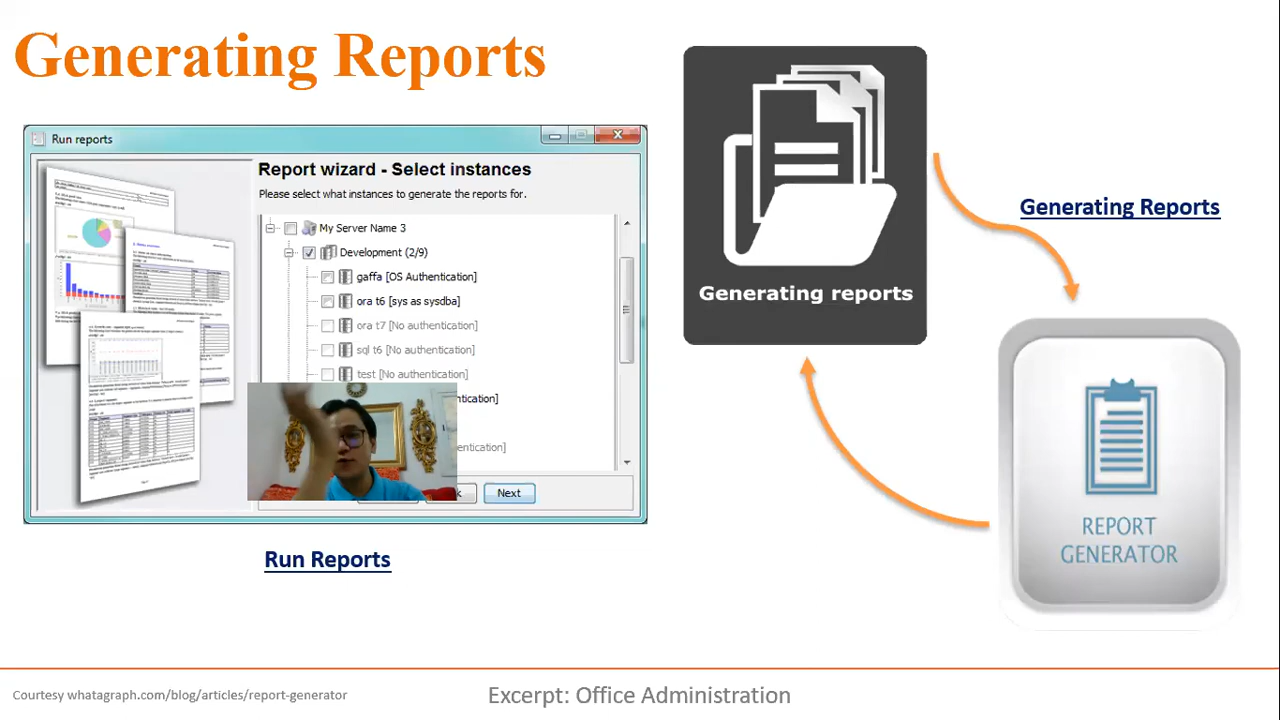 Generating Reports
Run reports
Report wizard - Select instances
Please select what instances to generate the reports for.
My Server Name 3
Development (2/9)
gaffa [OS Authentication]
ora t6 [sys as sysdba]
ora t7 [No authentication]
sql t6 [No authentication]
test [No authentication]
Next
Run Reports
Generating reports
Generating Reports
REPORT
GENERATOR
Courtesy whatagraph.com/blog/articles/report-generator
Excerpt: Office Administration